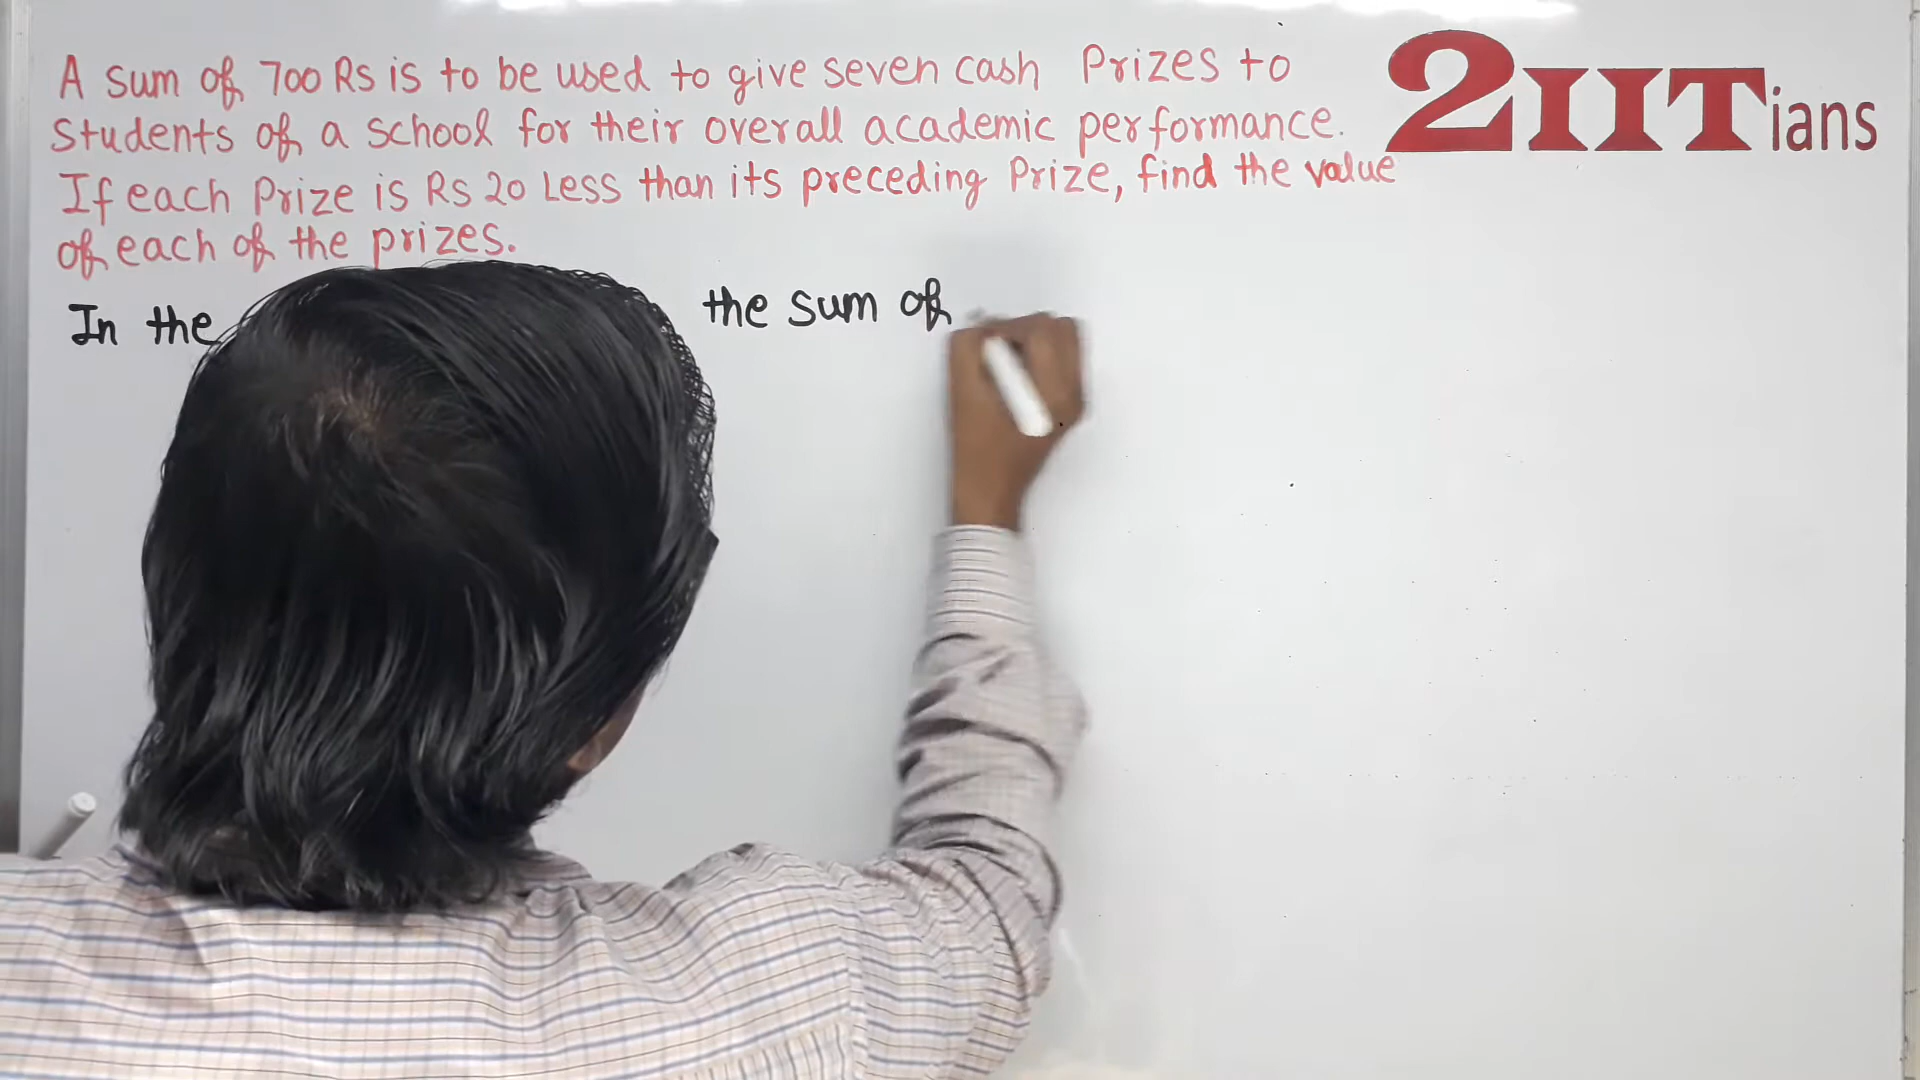 A sum of 700 Rs is to be used to give seven cash Prizes to
Students of a school for their overall academic performance.
If each Prize is Rs 20 Less than its preceding Prize, find the value
of each of the prizes.
In the the sum of
2IITians